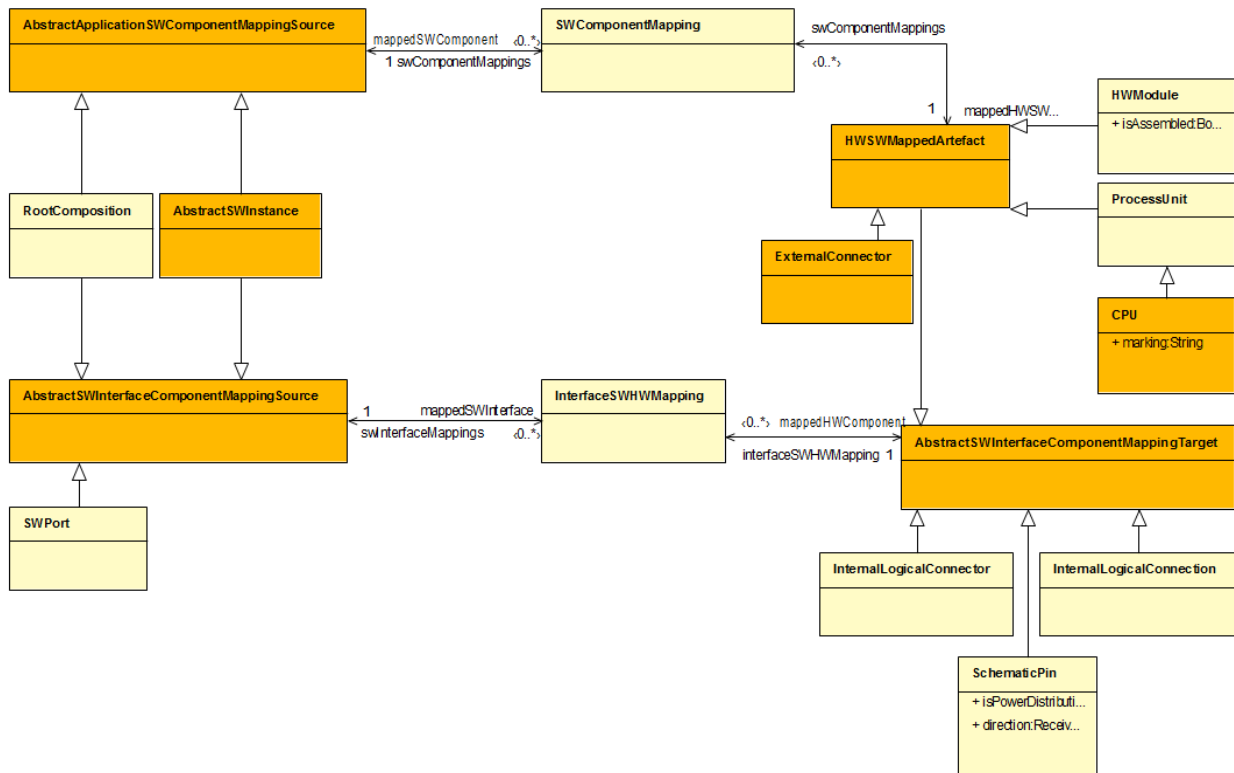 AbstractApplicationSWComponentMappingSource
SWComponentMapping
swComponentMappings
mappedSWComponent
‹0..*›
1 swComponentMappings
‹0..*›
HWModule
+ isAssembled:Bo...
1
mappedHWSW...
HWSWMappedArtefact
RootComposition
AbstractSWInstance
ProcessUnit
ExternalConnector
CPU
+ marking:String
AbstractSWInterfaceComponentMappingSource
InterfaceSWHWMapping
1
mappedSWInterface
swInterfaceMappings
‹0..*›
‹0..*› mappedHWComponent
interfaceSWHWMapping 1
AbstractSWInterfaceComponentMappingTarget
SWPort
InternalLogicalConnector
InternalLogicalConnection
SchematicPin
+ isPowerDistributi...
+ direction:Receiv...